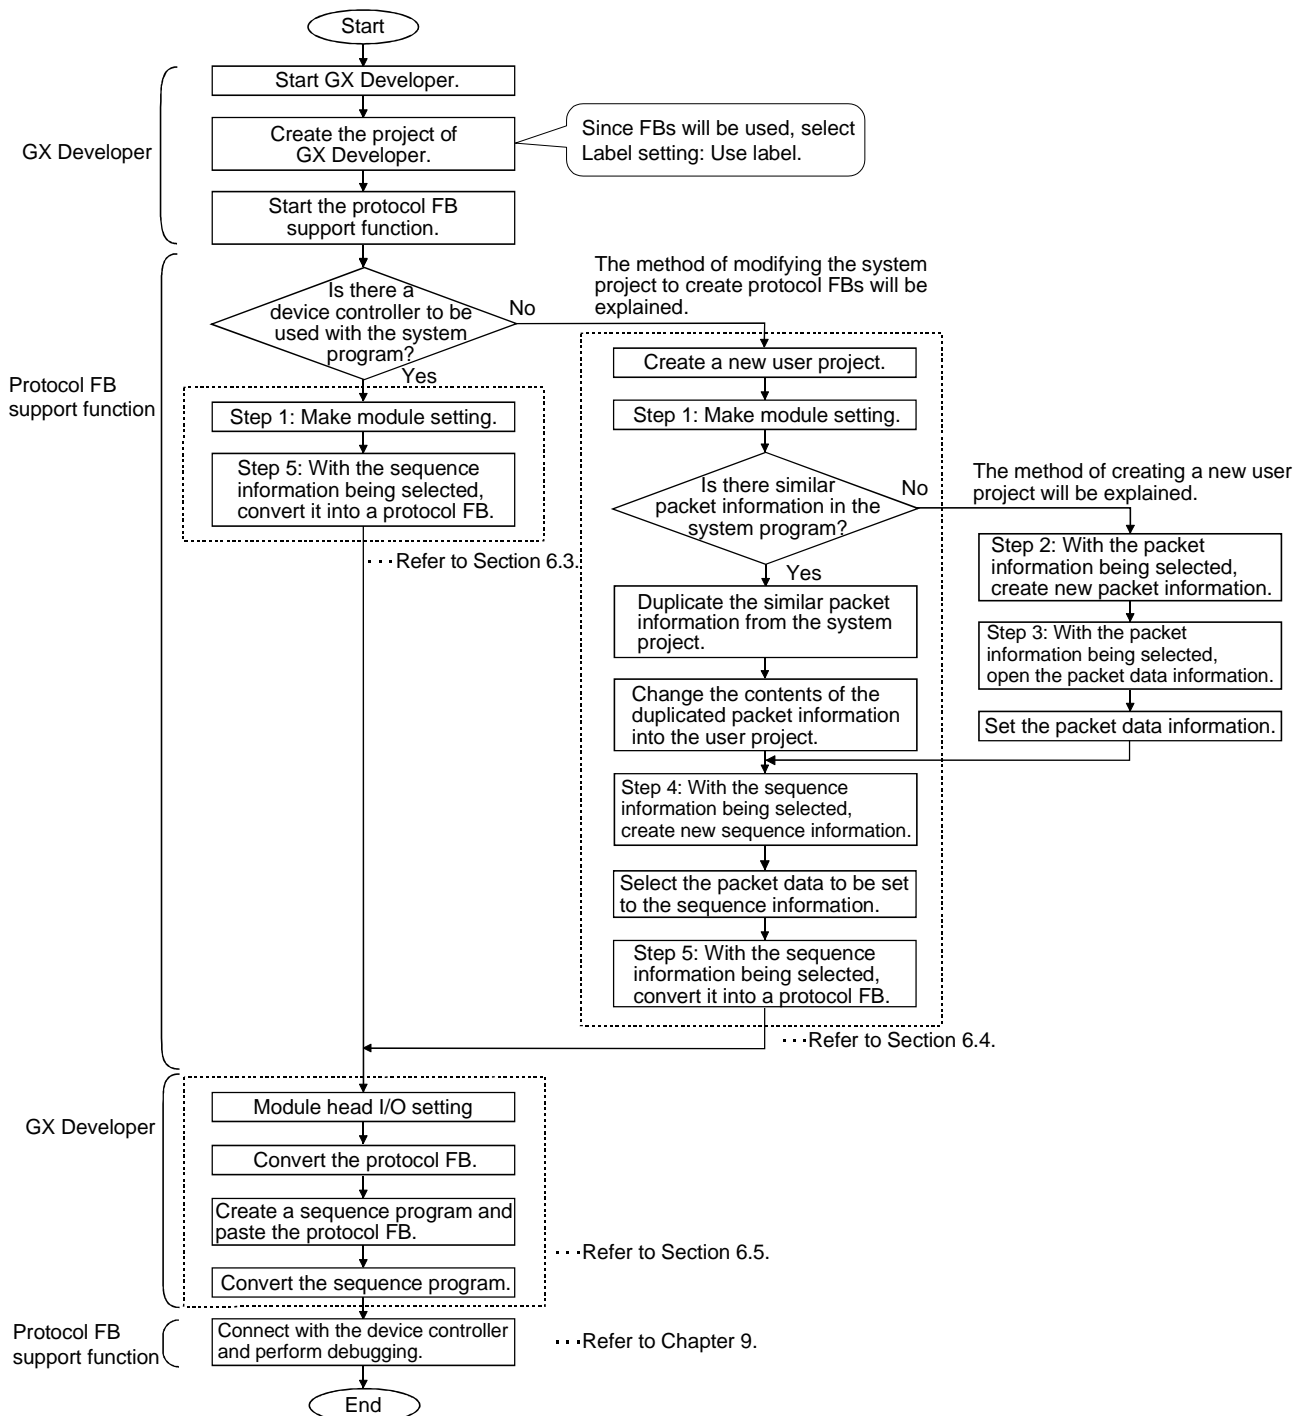 Start
Start GX Developer.
Create the project of
GX Developer.
Since FBs will be used, select
Label setting: Use label.
GX Developer
Start the protocol FB
support function.
Is there a
device controller to be
used with the system
program?
No
Yes
The method of modifying the system
project to create protocol FBs will be
explained.
Protocol FB
support function
Step 1: Make module setting.
Step 5: With the sequence
information being selected,
convert it into a protocol FB.
···Refer to Section 6.3.
Create a new user project.
Step 1: Make module setting.
Is there similar
packet information in the
system program?
No
Yes
The method of creating a new user
project will be explained.
Step 2: With the packet
information being selected,
create new packet information.
Step 3: With the packet
information being selected,
open the packet data information.
Set the packet data information.
Duplicate the similar packet
information from the system
project.
Change the contents of the
duplicated packet information
into the user project.
Step 4: With the sequence
information being selected,
create new sequence information.
Select the packet data to be set
to the sequence information.
Step 5: With the sequence
information being selected,
convert it into a protocol FB.
···Refer to Section 6.4.
GX Developer
Module head I/O setting
Convert the protocol FB.
Create a sequence program and
paste the protocol FB.
···Refer to Section 6.5.
Convert the sequence program.
Protocol FB
support function
Connect with the device controller
and perform debugging.
···Refer to Chapter 9.
End